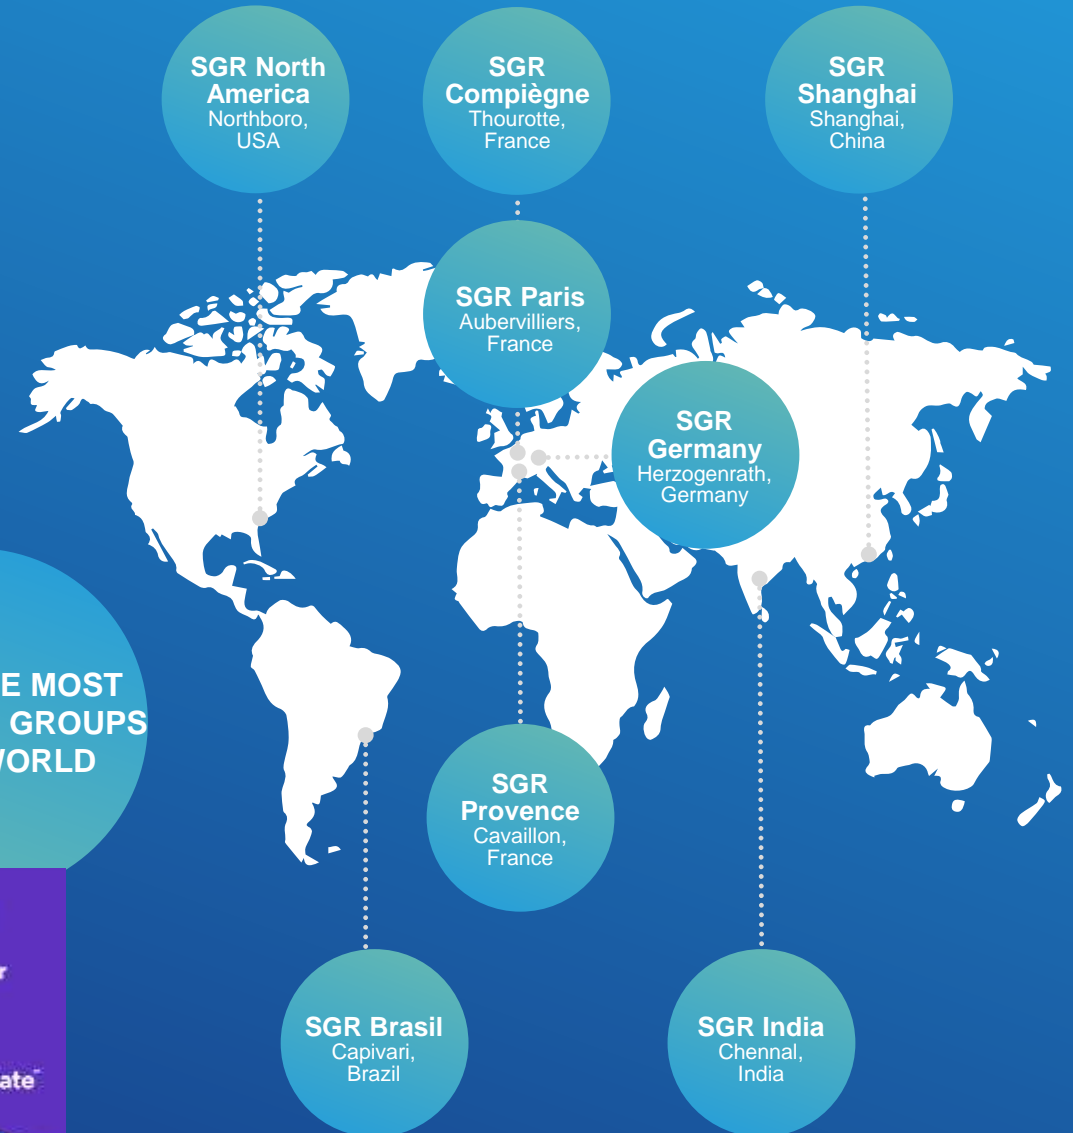 SGR North
America
Northboro,
USA
SGR
Compiègne
Thourotte,
France
SGR
Shanghai
Shanghai,
China
SGR Paris
Aubervilliers,
France
SGR
Germany
Herzogenrath,
Germany
E MOST
GROUPS
WORLD
SGR
Provence
Cavaillon,
France
SGR Brasil
Capivari,
Brazil
SGR India
Chennal,
India
r
ate